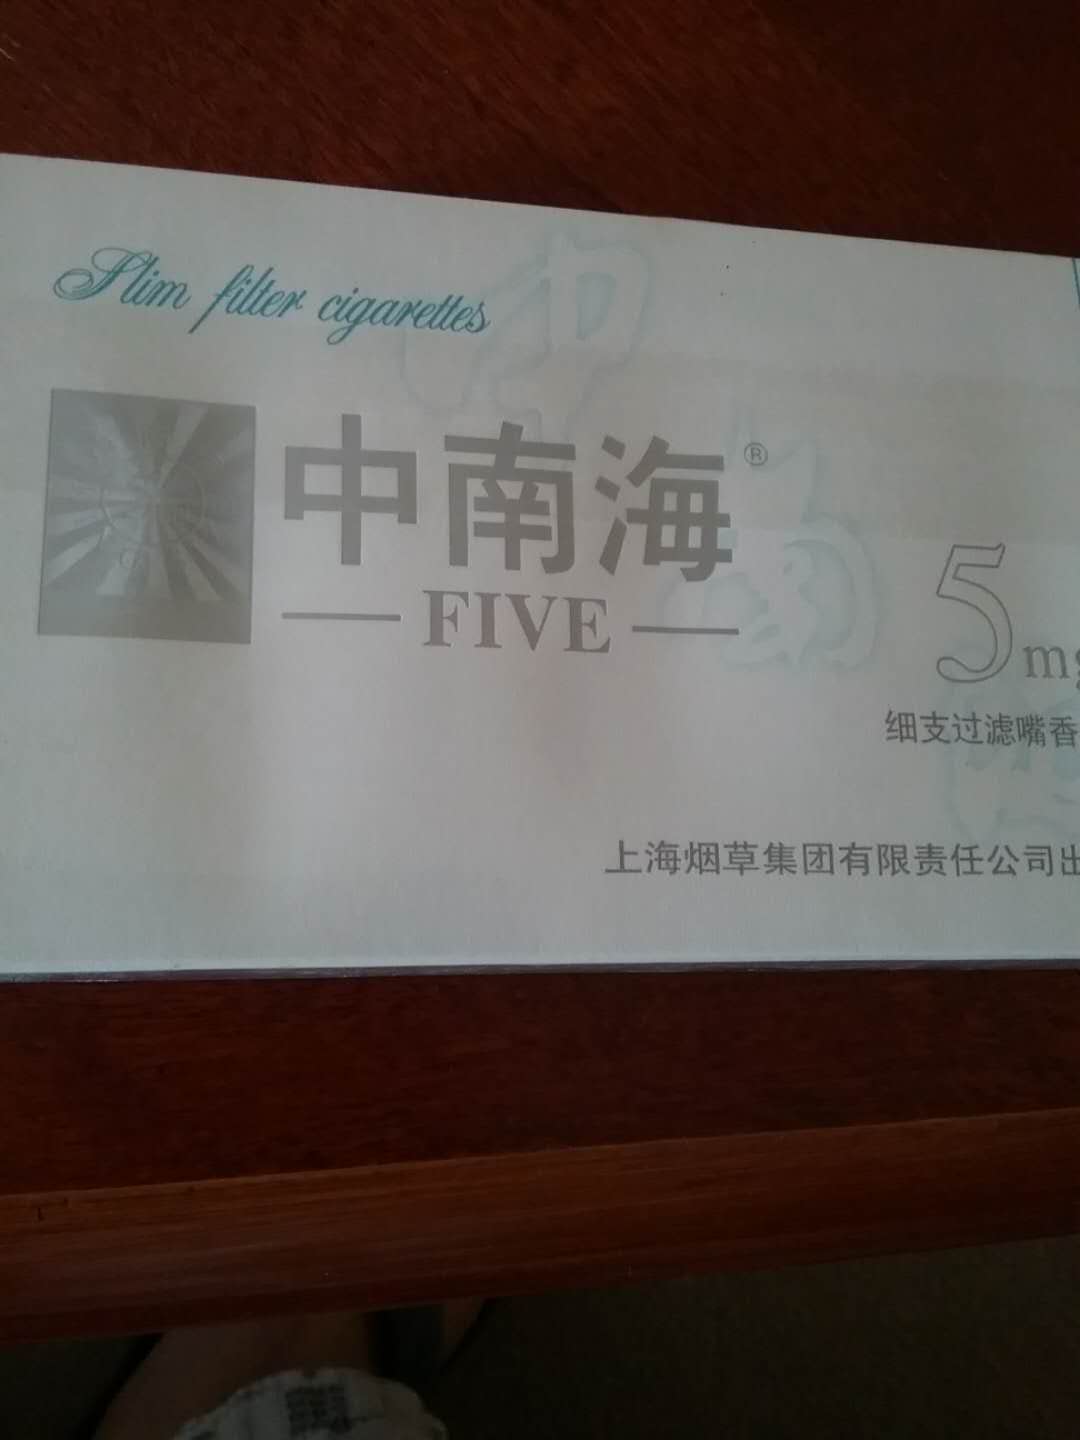 Slim filter cigarettes
中南海®
FIVE
5mg
细支过滤嘴香
上海烟草集团有限责任公司出